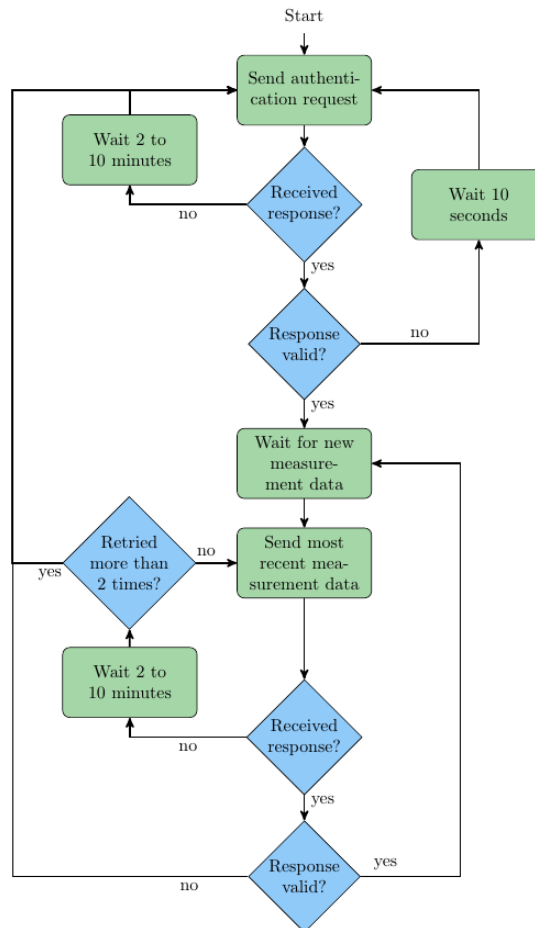 Start
Send authenti-
cation request
Wait 2 to
10 minutes
Received
response?
no
Wait 10
seconds
yes
Response
valid?
no
yes
Wait for new
measure-
ment data
Retried
more than
2 times?
yes
no
Send most
recent mea-
surement data
Wait 2 to
10 minutes
Received
response?
no
yes
Response
valid?
yes
no